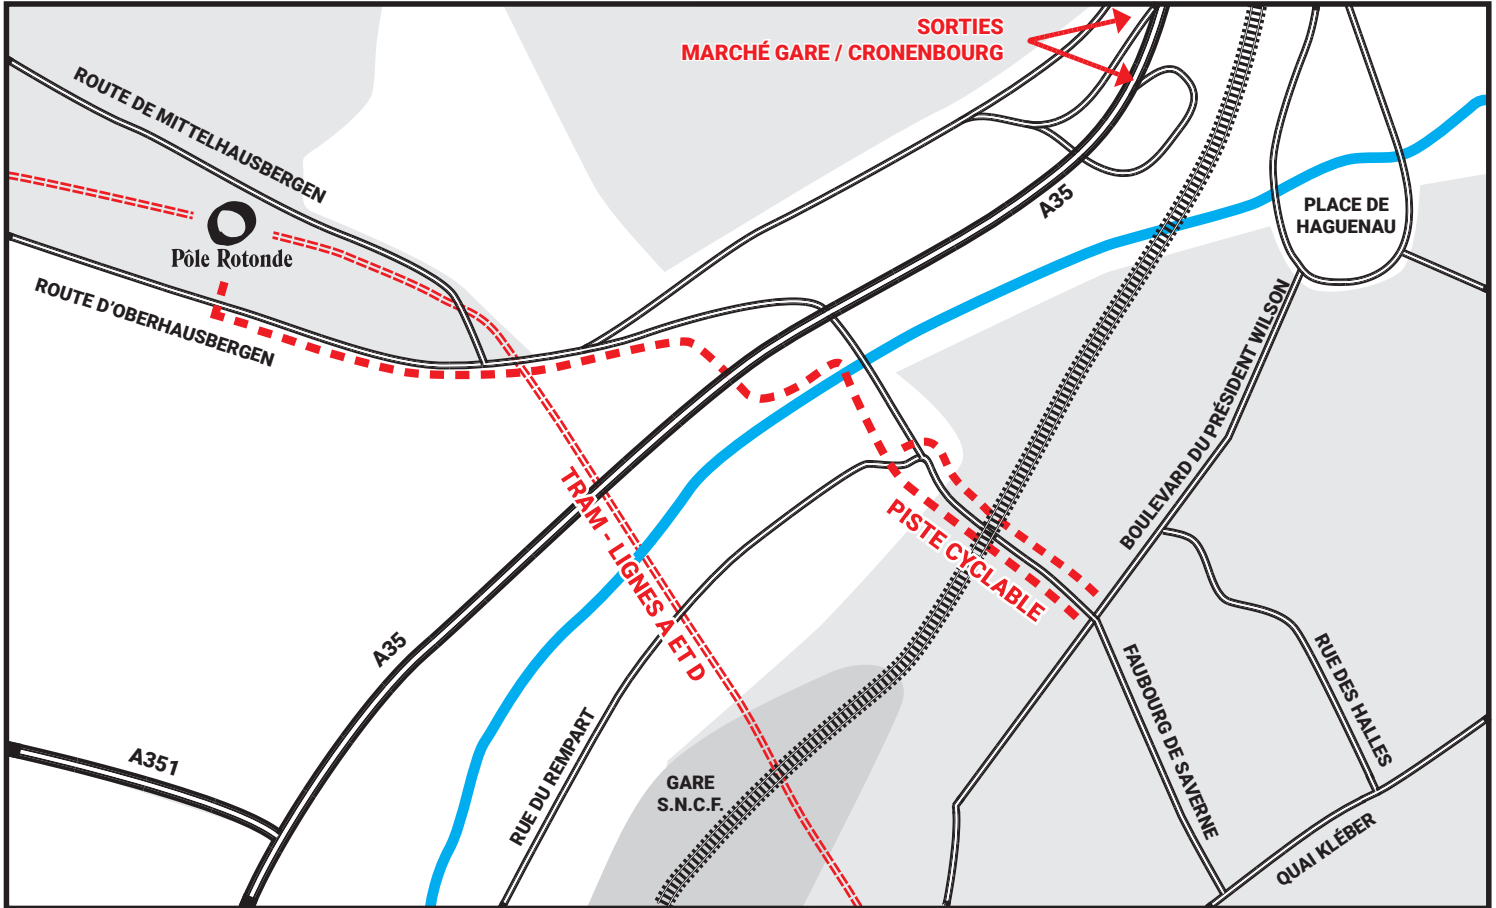 SORTIES
MARCHÉ GARE / CRONENBOURG
ROUTE DE MITTELHAUSBERGEN
A35
PLACE DE
HAGUENAU
Pôle Rotonde
ROUTE D'OBERHAUSBERGEN
BOULEVARD DU PRÉSIDENT WILSON
TRAM - LIGNES A ET D
PISTE CYCLABLE
A35
FAUBOURG DE SAVERNE
RUE DES HALLES
A351
RUE DU REMPART
GARE
S.N.C.F.
QUAI KLÉBER